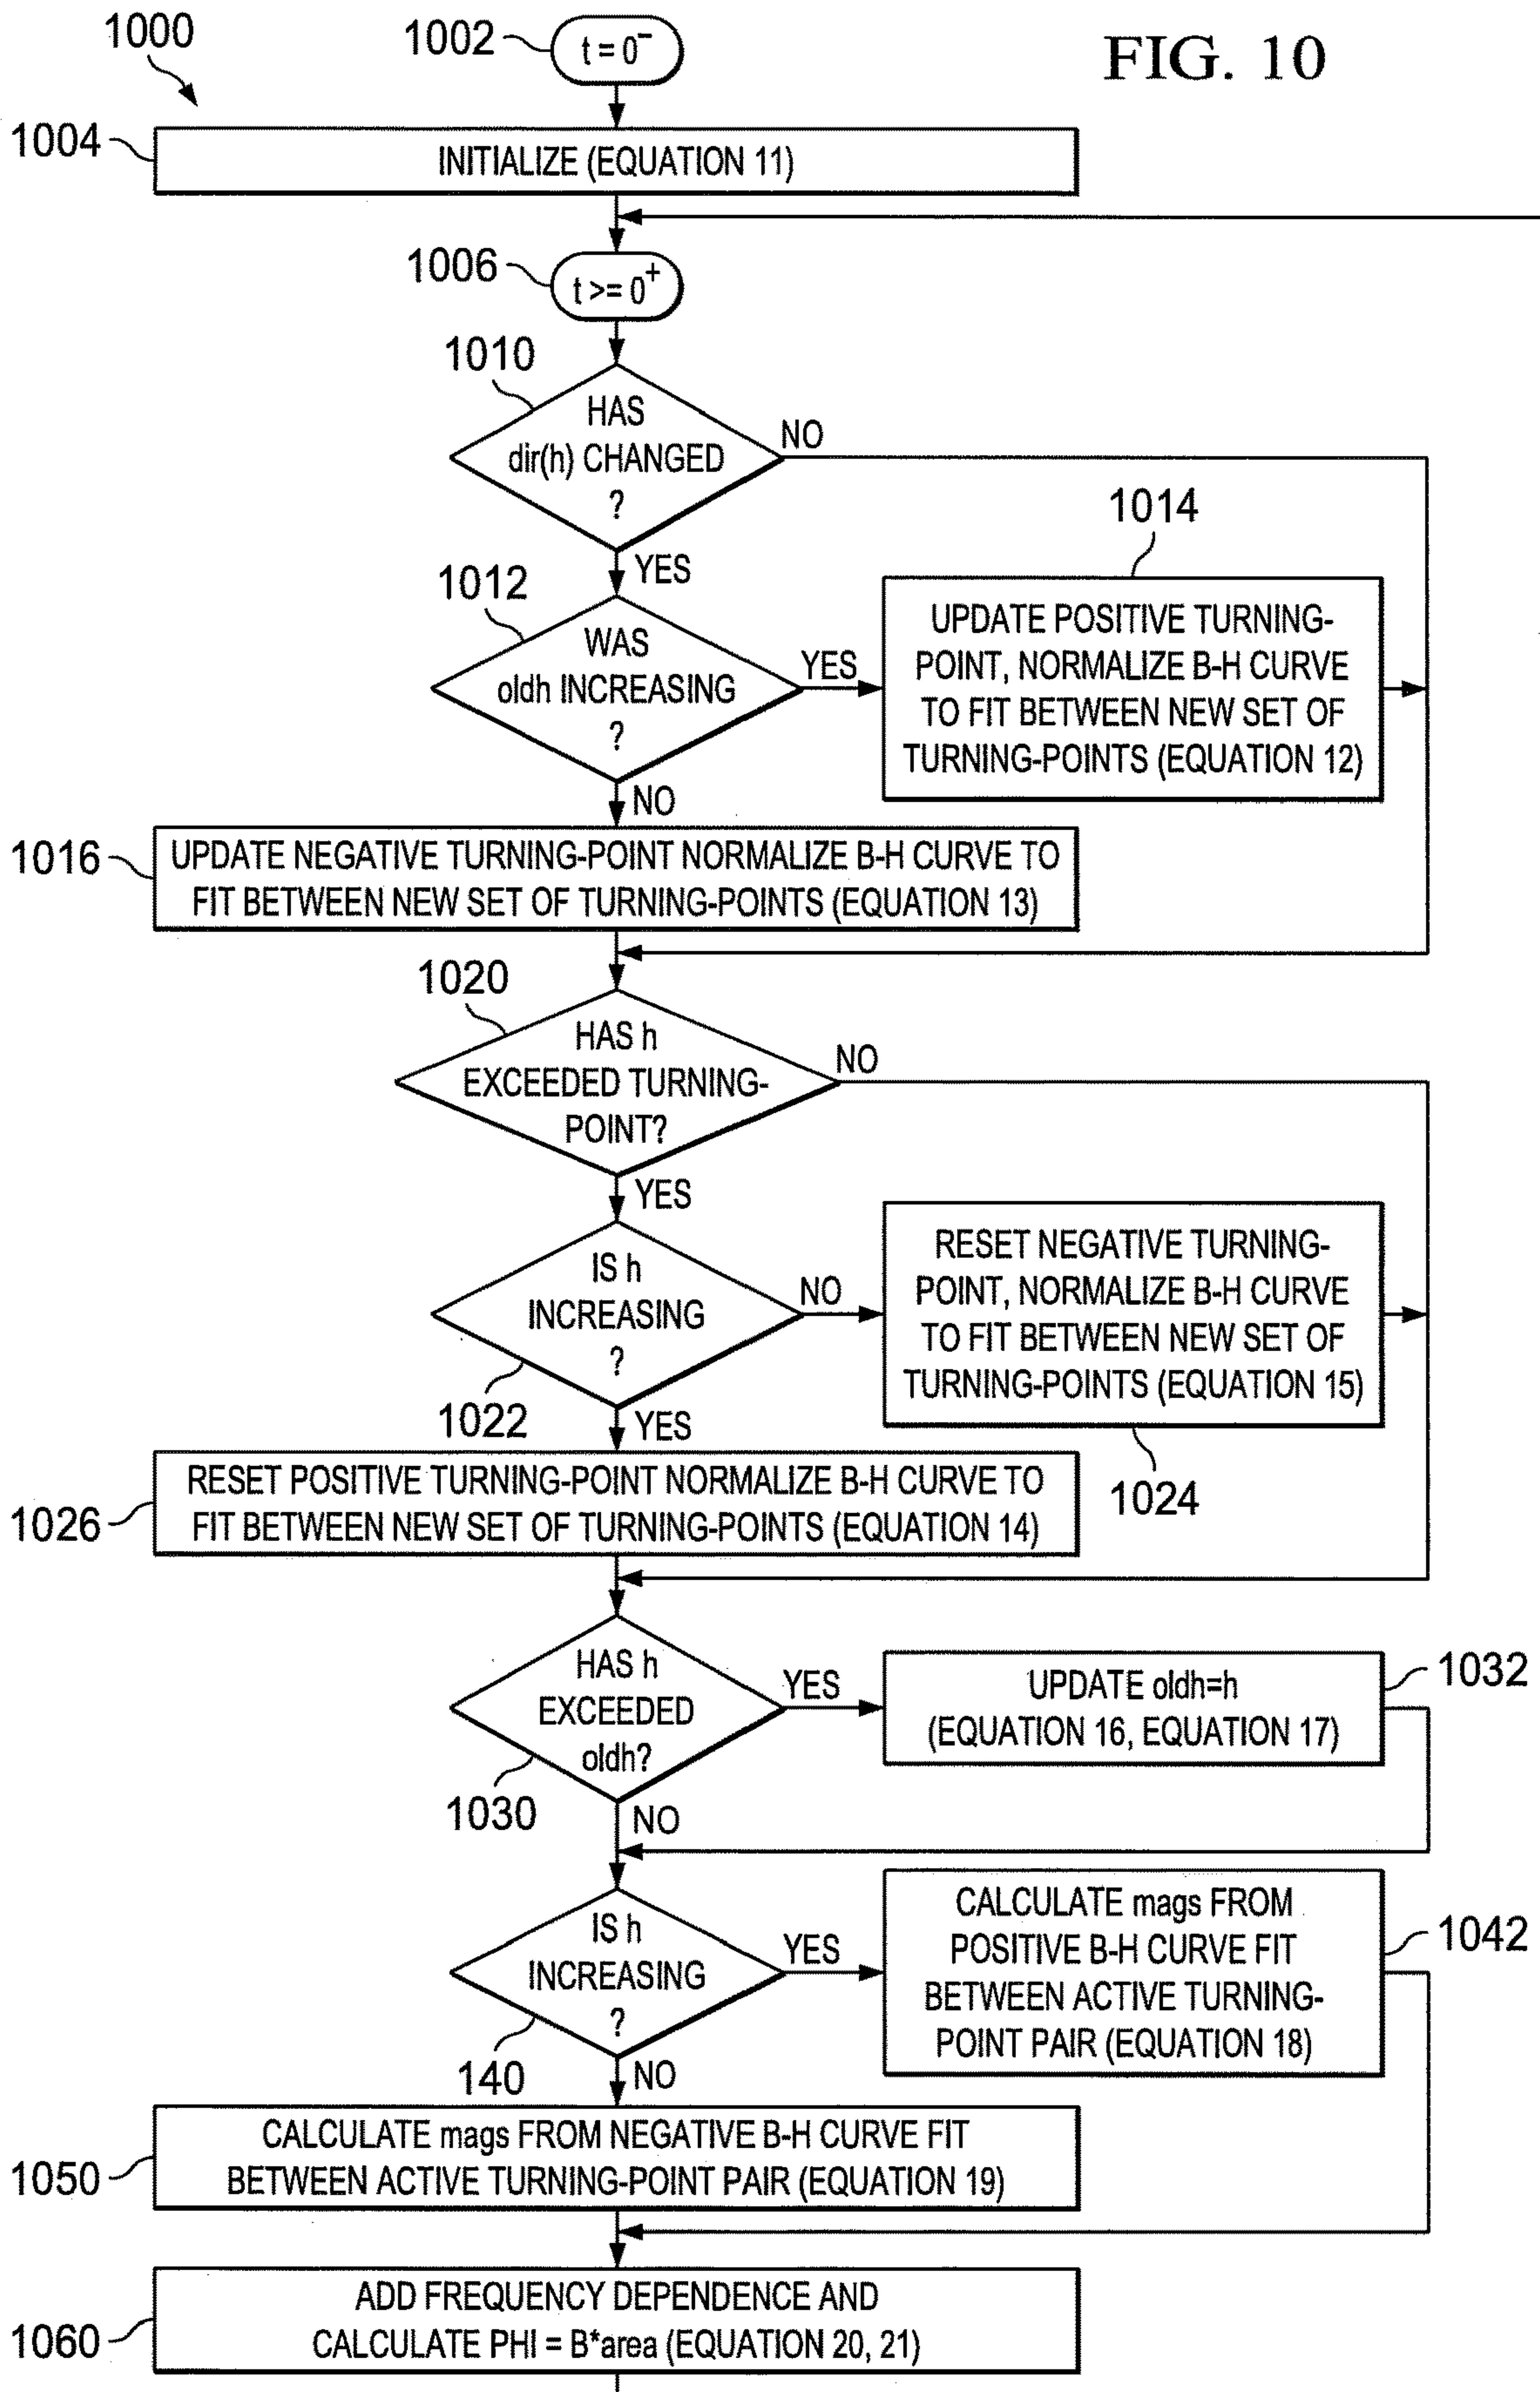 FIG. 10
1000
1002
t = 0⁻
1004
INITIALIZE (EQUATION 11)
1006
t >= 0⁺
1010
HAS
dir(h) CHANGED
?
NO
YES
1012
WAS
oldh INCREASING
?
YES
NO
1014
UPDATE POSITIVE TURNING-
POINT, NORMALIZE B-H CURVE
TO FIT BETWEEN NEW SET OF
TURNING-POINTS (EQUATION 12)
1016
UPDATE NEGATIVE TURNING-POINT NORMALIZE B-H CURVE TO
FIT BETWEEN NEW SET OF TURNING-POINTS (EQUATION 13)
1020
HAS h
EXCEEDED TURNING-
POINT?
NO
YES
IS h
INCREASING
?
1022
NO
YES
RESET NEGATIVE TURNING-
POINT, NORMALIZE B-H CURVE
TO FIT BETWEEN NEW SET OF
TURNING-POINTS (EQUATION 15)
1024
1026
RESET POSITIVE TURNING-POINT NORMALIZE B-H CURVE TO
FIT BETWEEN NEW SET OF TURNING-POINTS (EQUATION 14)
HAS h
EXCEEDED
oldh?
1030
YES
NO
UPDATE oldh=h
(EQUATION 16, EQUATION 17)
1032
IS h
INCREASING
?
140
YES
NO
CALCULATE mags FROM
POSITIVE B-H CURVE FIT
BETWEEN ACTIVE TURNING-
POINT PAIR (EQUATION 18)
1042
1050
CALCULATE mags FROM NEGATIVE B-H CURVE FIT
BETWEEN ACTIVE TURNING-POINT PAIR (EQUATION 19)
1060
ADD FREQUENCY DEPENDENCE AND
CALCULATE PHI = B*area (EQUATION 20, 21)